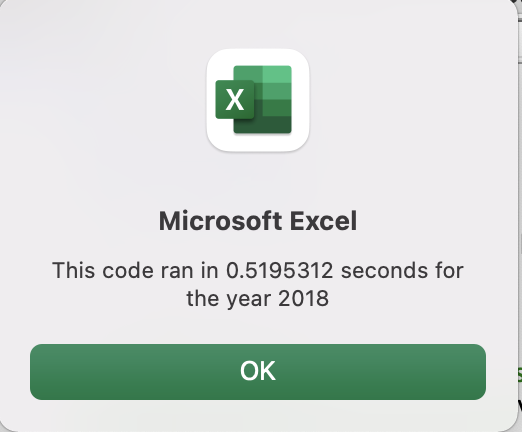 X
Microsoft Excel
This code ran in 0.5195312 seconds for
the year 2018
OK